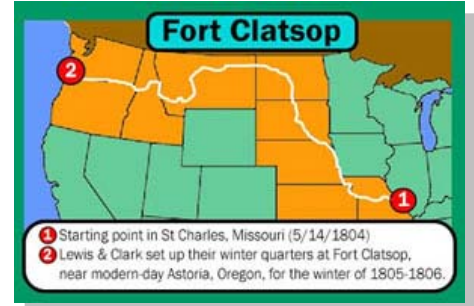 Fort Clatsop
2
1
1 Starting point in St Charles, Missouri (5/14/1804)
2 Lewis & Clark set up their winter quarters at Fort Clatsop,
near modern-day Astoria, Oregon, for the winter of 1805-1806.